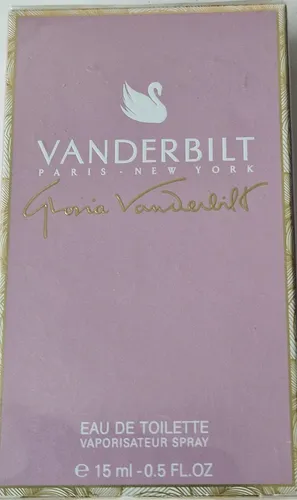 VANDERBILT
PARIS - NEW YORK
Gloria Vanderbilt
EAU DE TOILETTE
VAPORISATEUR SPRAY
℮ 15 ml - 0.5 FL.OZ